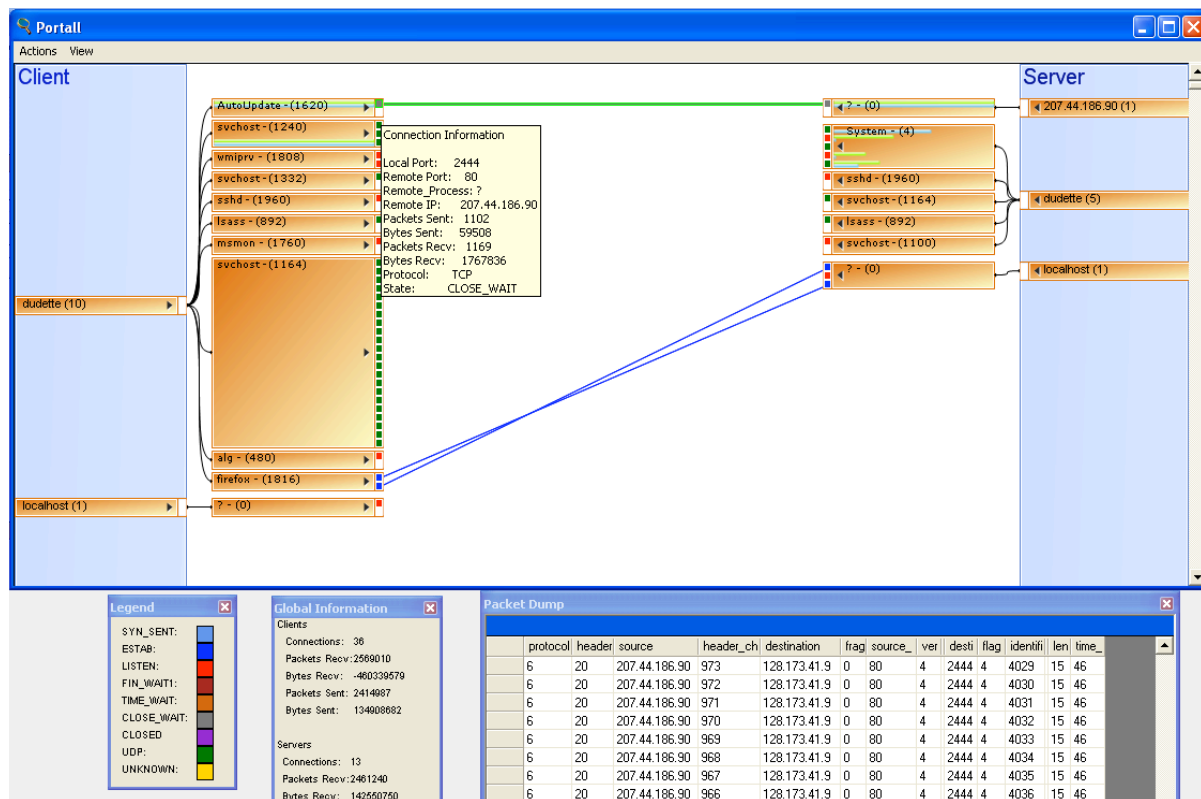 Portall
Actions View
Client
Server
AutoUpdate - (1620)
svchost-(1240)
wmiprv - (1808)
svchost-(1332)
sshd - (1960)
lsass - (892)
msmon - (1760)
svchost-(1164)
alg - (480)
firefox - (1816)
? - (0)
dudette (10)
localhost (1)
Connection Information
Local Port: 2444
Remote Port: 80
Remote_Process: ?
Remote IP: 207.44.186.90
Packets Sent: 1102
Bytes Sent: 59508
Packets Recv: 1169
Bytes Recv: 1767836
Protocol: TCP
State: CLOSE_WAIT
? - (0)
System - (4)
sshd - (1960)
svchost-(1164)
lsass - (892)
svchost-(1100)
? - (0)
207.44.186.90 (1)
dudette (5)
localhost (1)
Legend
SYN_SENT:
ESTAB:
LISTEN:
FIN_WAIT1:
TIME_WAIT:
CLOSE_WAIT:
CLOSED
UDP:
UNKNOWN:
Global Information
Clients
Connections: 36
Packets Recv:2569010
Bytes Recv: -460339579
Packets Sent: 2414987
Bytes Sent: 134908682
Servers
Connections: 13
Packets Recv:2461240
Bytes Recv: 142550750
Packet Dump
protocol header source header_ch destination frag source_ ver desti flag identifi len time_
6 20 207.44.186.90 973 128.173.41.9 0 80 4 2444 4 4029 15 46
6 20 207.44.186.90 972 128.173.41.9 0 80 4 2444 4 4030 15 46
6 20 207.44.186.90 971 128.173.41.9 0 80 4 2444 4 4031 15 46
6 20 207.44.186.90 970 128.173.41.9 0 80 4 2444 4 4032 15 46
6 20 207.44.186.90 969 128.173.41.9 0 80 4 2444 4 4033 15 46
6 20 207.44.186.90 968 128.173.41.9 0 80 4 2444 4 4034 15 46
6 20 207.44.186.90 967 128.173.41.9 0 80 4 2444 4 4035 15 46
6 20 207.44.186.90 966 128.173.41.9 0 80 4 2444 4 4036 15 46